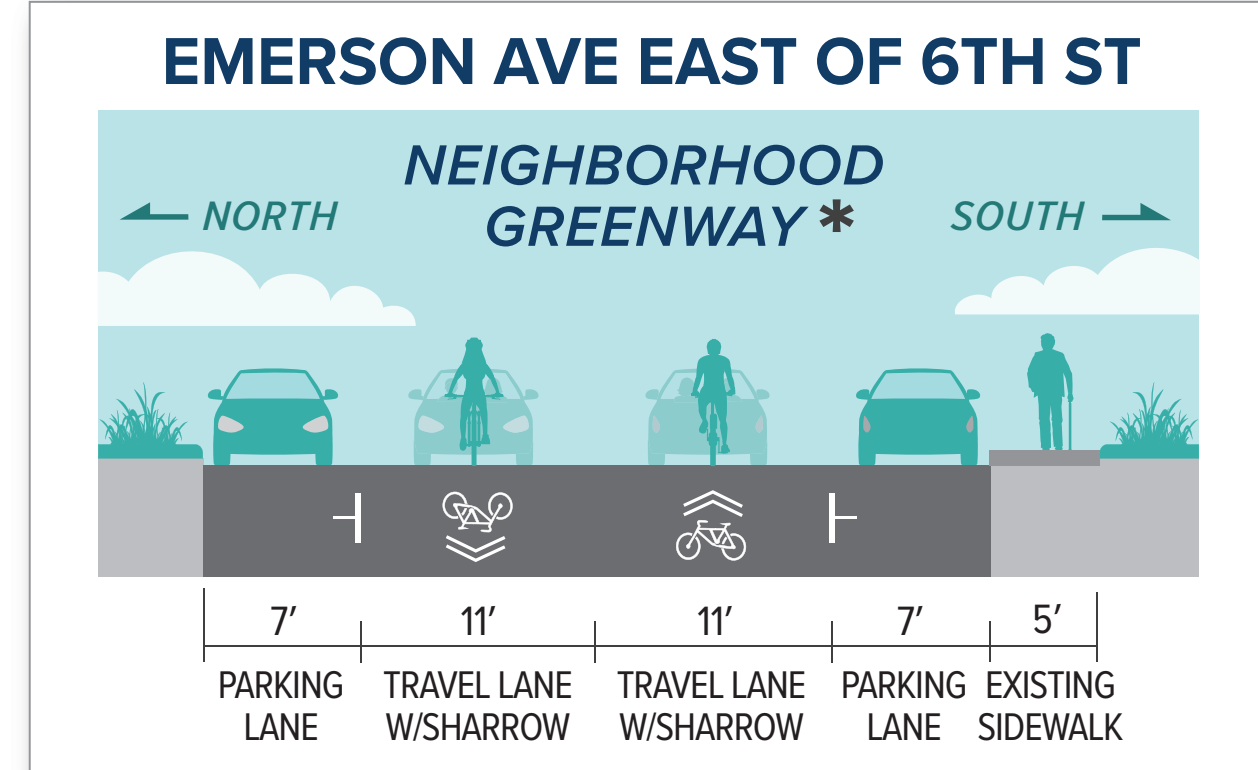 EMERSON AVE EAST OF 6TH ST
NEIGHBORHOOD
GREENWAY *
NORTH
SOUTH
7′
11′
11′
7′
5′
PARKING
LANE
TRAVEL LANE
W/SHARROW
TRAVEL LANE
W/SHARROW
PARKING
LANE
EXISTING
SIDEWALK